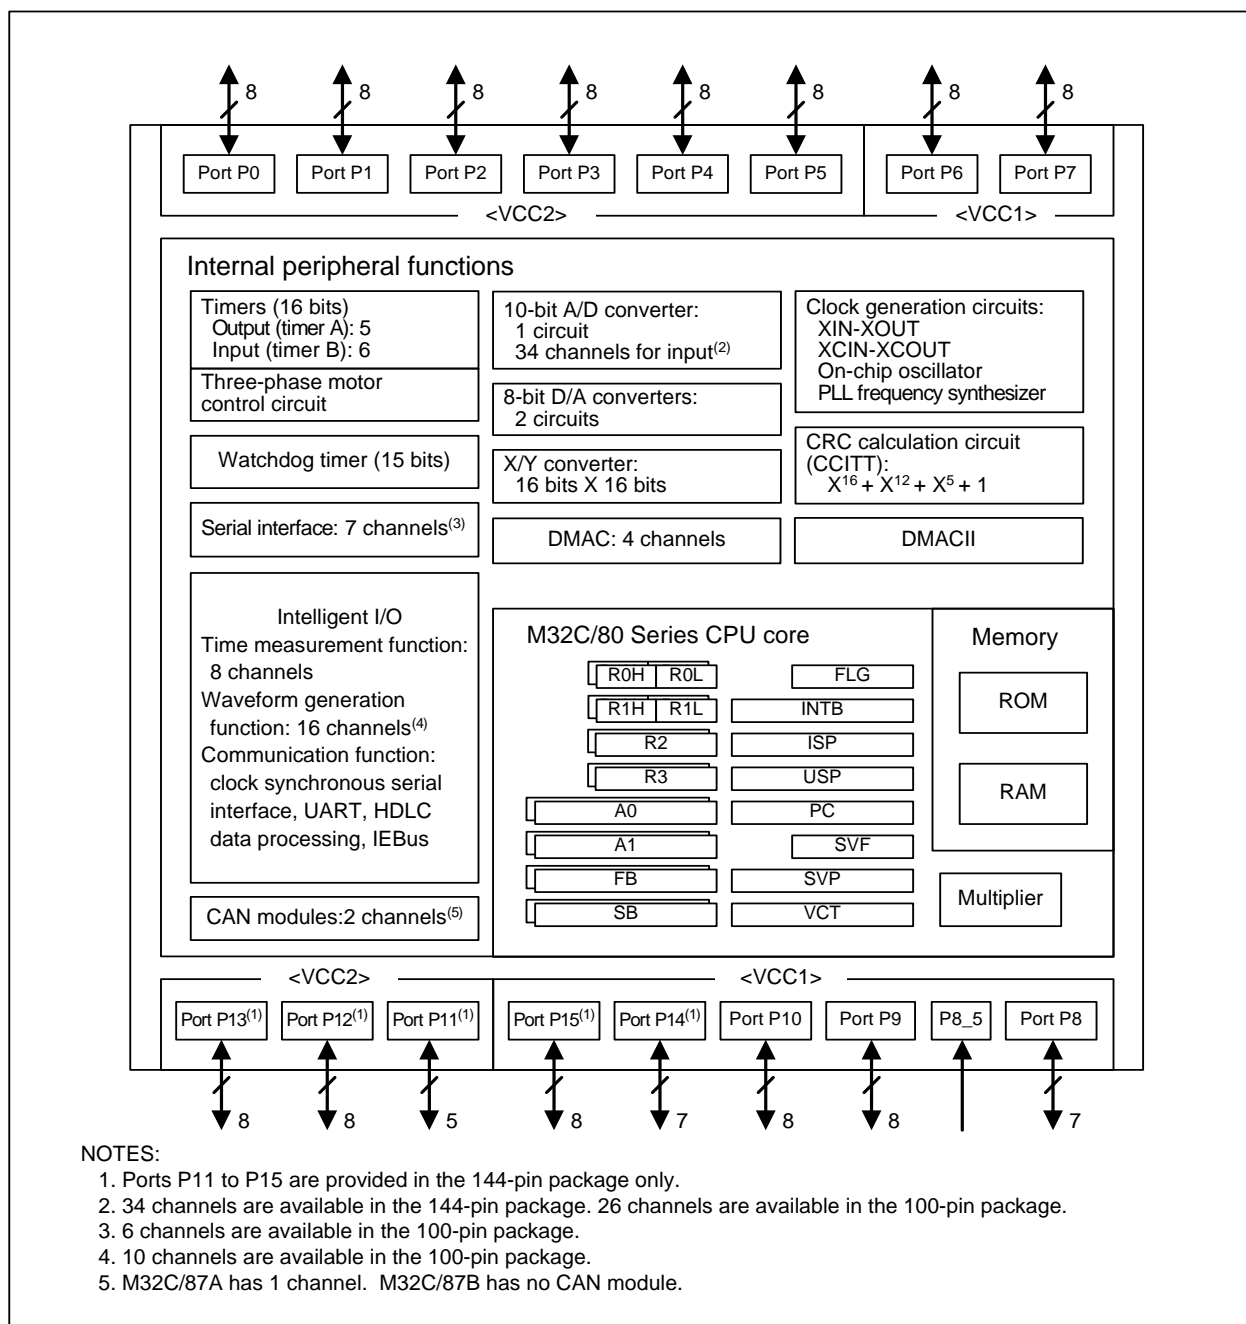 8 8 8 8 8 8 8 8
Port P0 Port P1 Port P2 Port P3 Port P4 Port P5 Port P6 Port P7
<VCC2> <VCC1>
Internal peripheral functions
Timers (16 bits)
Output (timer A): 5
Input (timer B): 6
Three-phase motor
control circuit
Watchdog timer (15 bits)
Serial interface: 7 channels(3)
Intelligent I/O
Time measurement function:
8 channels
Waveform generation
function: 16 channels(4)
Communication function:
clock synchronous serial
interface, UART, HDLC
data processing, IEBus
CAN modules:2 channels(5)
10-bit A/D converter:
1 circuit
34 channels for input(2)
8-bit D/A converters:
2 circuits
X/Y converter:
16 bits X 16 bits
DMAC: 4 channels
Clock generation circuits:
XIN-XOUT
XCIN-XCOUT
On-chip oscillator
PLL frequency synthesizer
CRC calculation circuit
(CCITT):
X16 + X12 + X5 + 1
DMACII
M32C/80 Series CPU core
R0H R0L FLG
R1H R1L INTB
R2 ISP
R3 USP
A0 PC
A1 SVF
FB SVP
SB VCT
Memory
ROM
RAM
Multiplier
<VCC2> <VCC1>
Port P13(1) Port P12(1) Port P11(1) Port P15(1) Port P14(1) Port P10 Port P9 P8_5 Port P8
8 8 5 8 7 8 8 7
NOTES:
1. Ports P11 to P15 are provided in the 144-pin package only.
2. 34 channels are available in the 144-pin package. 26 channels are available in the 100-pin package.
3. 6 channels are available in the 100-pin package.
4. 10 channels are available in the 100-pin package.
5. M32C/87A has 1 channel. M32C/87B has no CAN module.